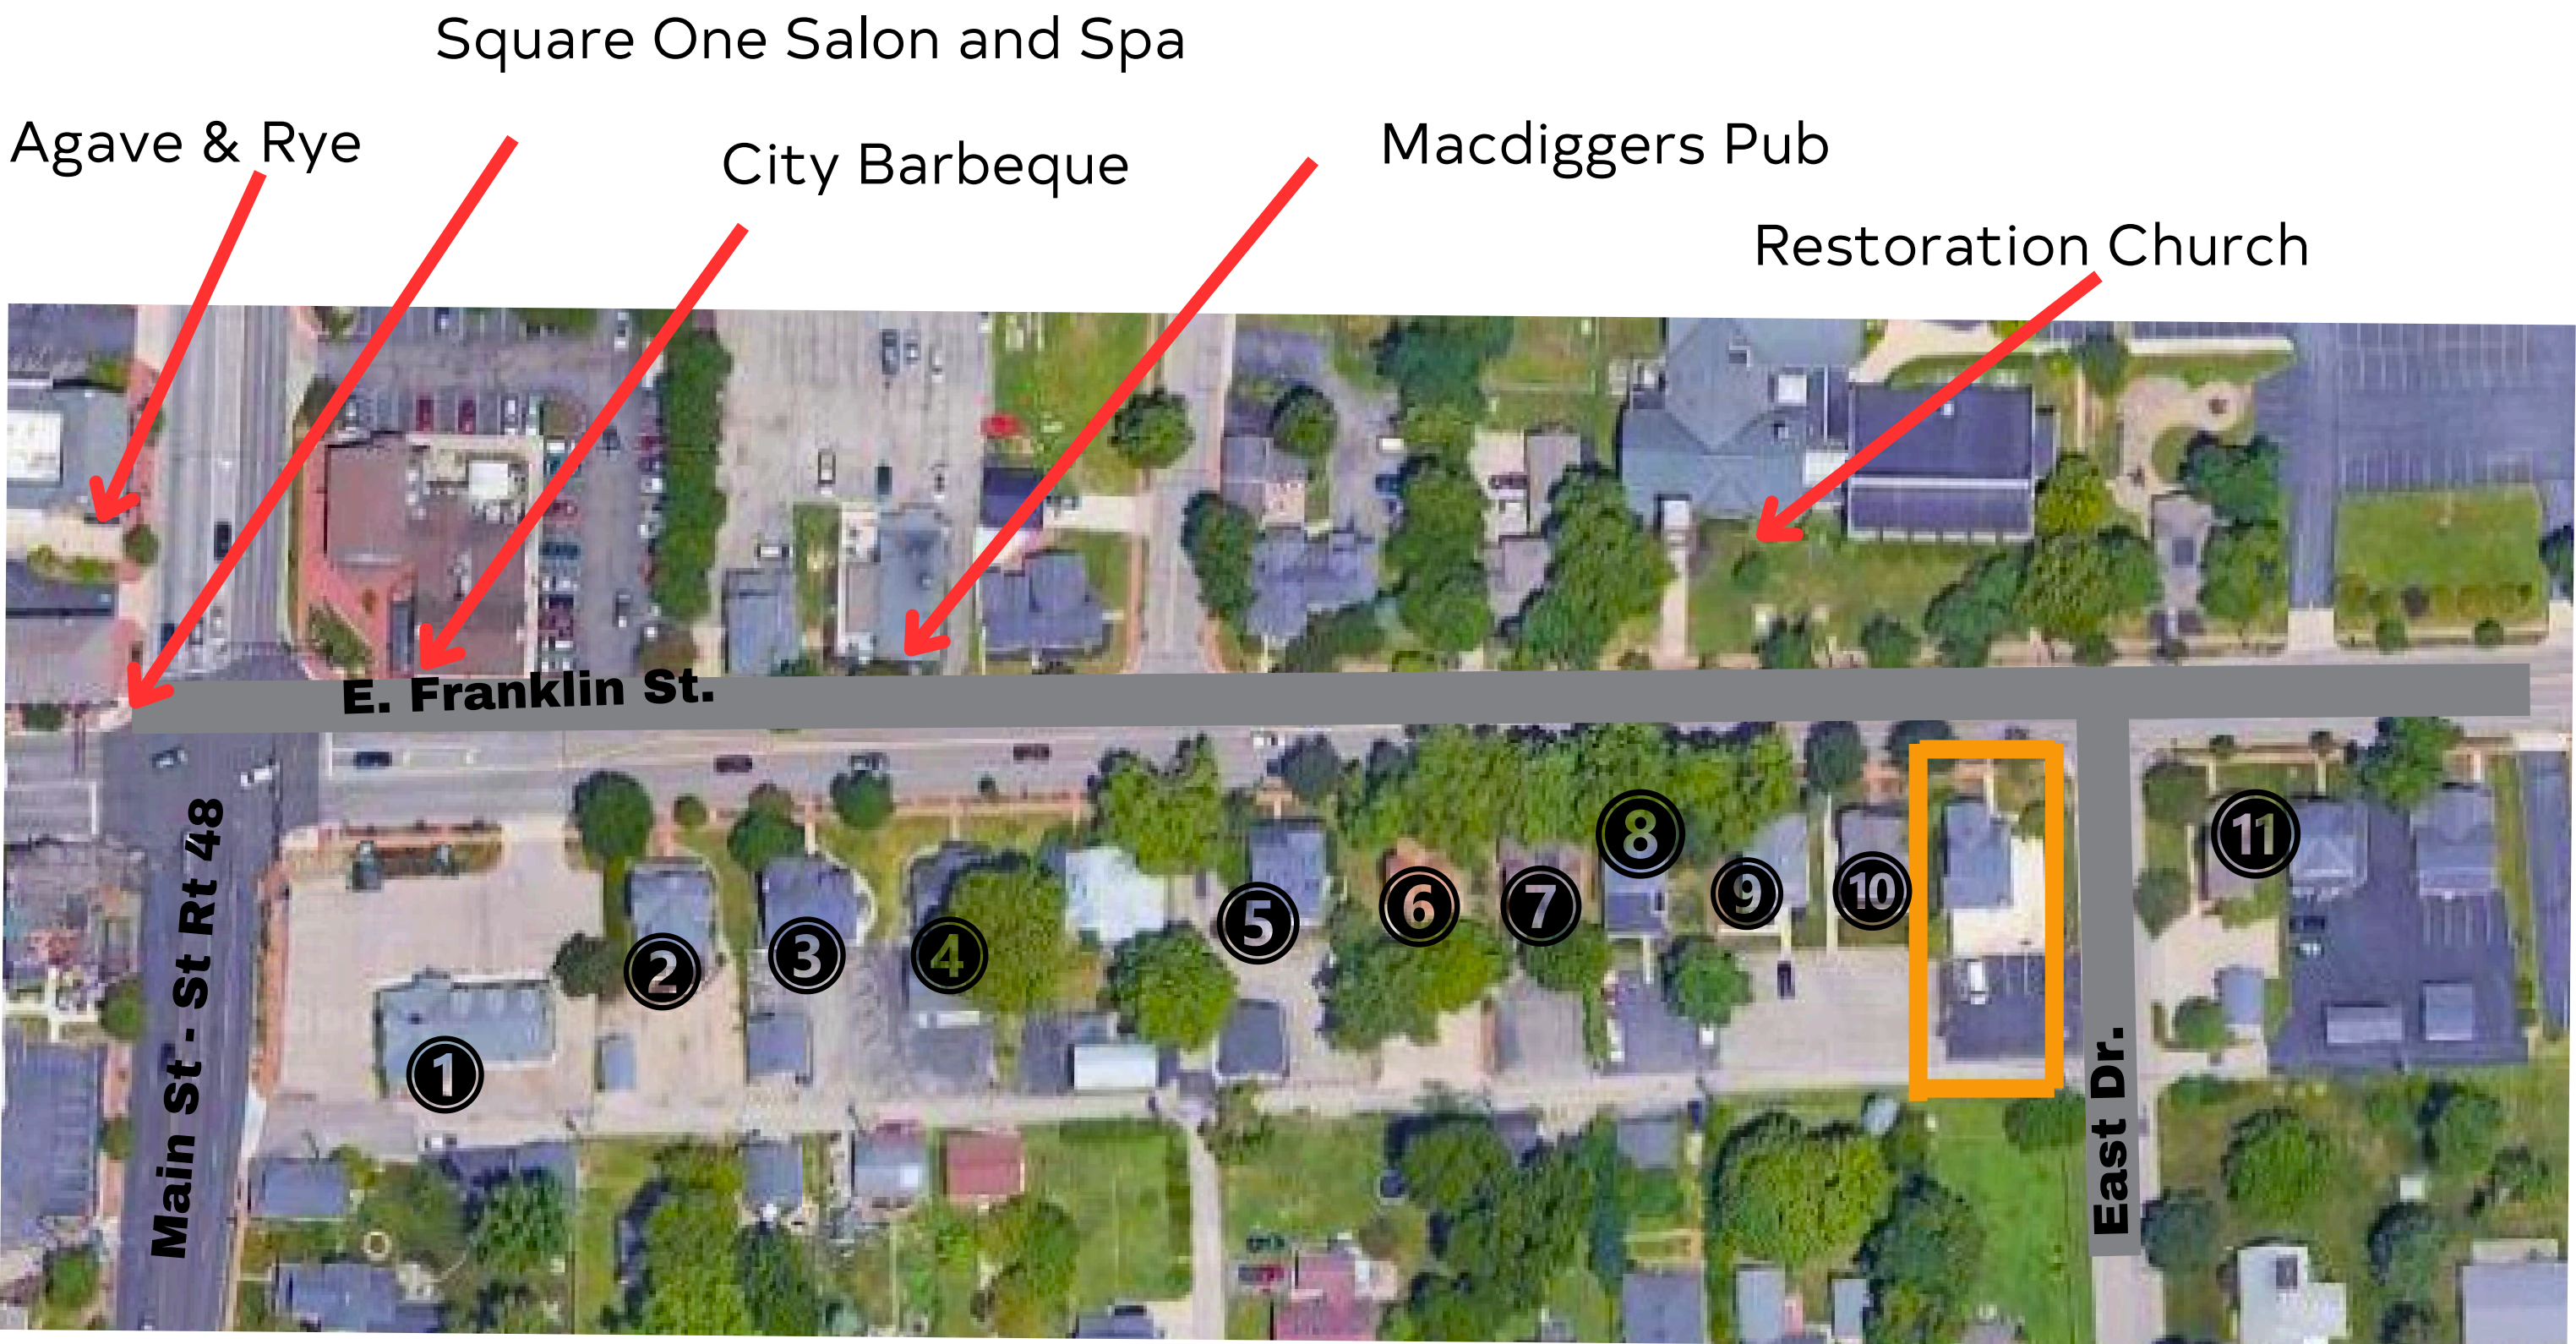 Square One Salon and Spa
Agave & Rye
City Barbeque
Macdiggers Pub
Restoration Church
E. Franklin St.
Main St - St Rt 48
East Dr.
1
2
3
4
5
6
7
8
9
10
11